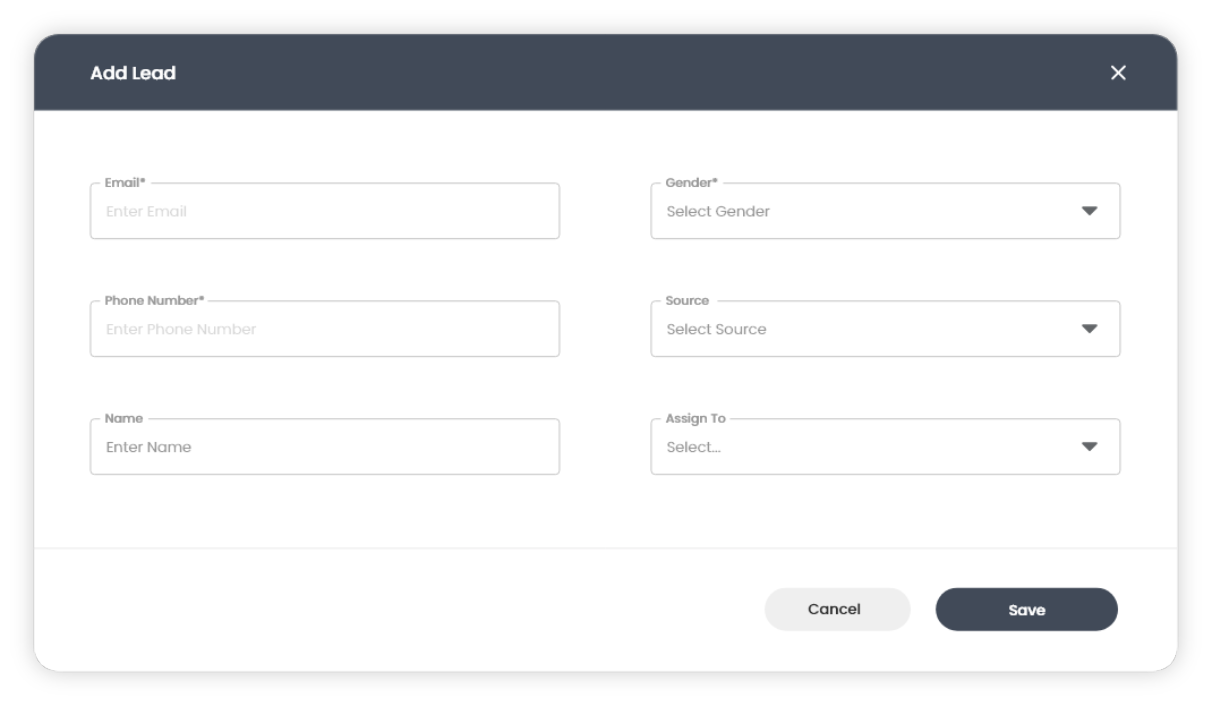 Add Lead
Email*
Enter Email
Gender*
Select Gender
Phone Number*
Enter Phone Number
Source
Select Source
Name
Enter Name
Assign To
Select...
Cancel
Save